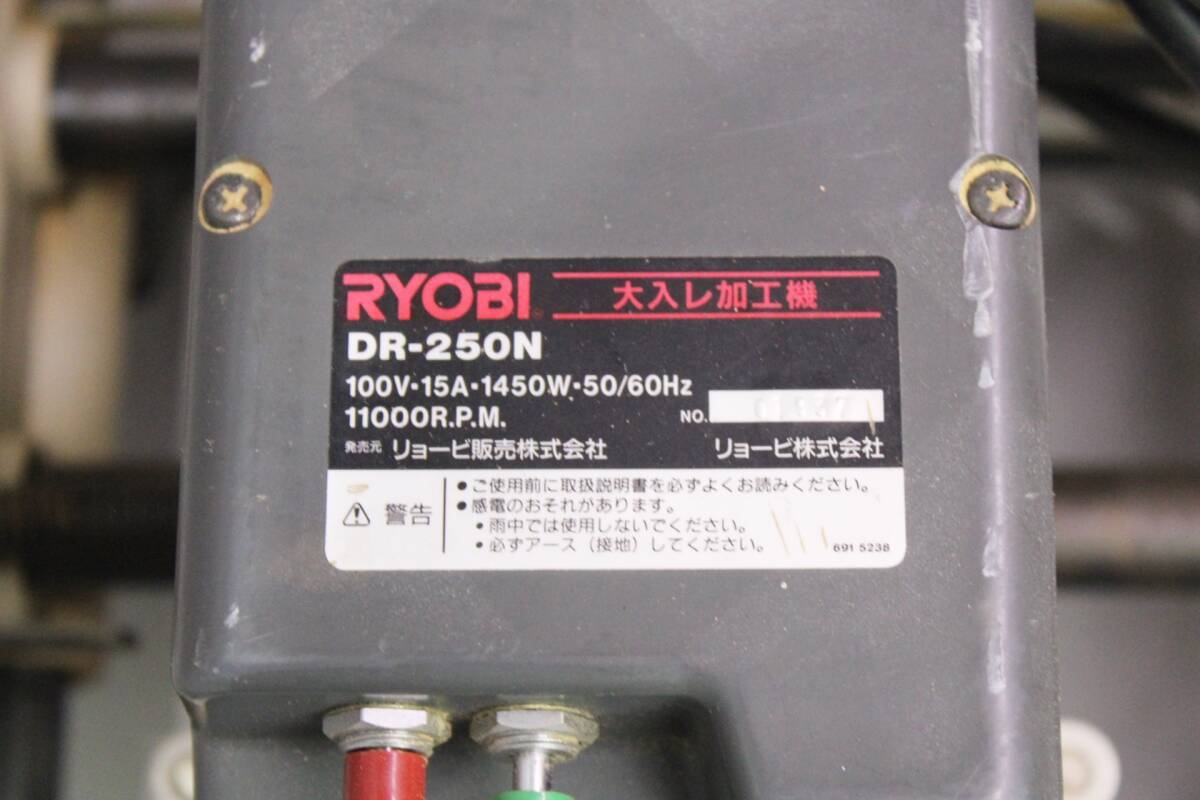 RYOBI 大入レ加工機
DR-250N
100V・15A・1450W・50/60Hz
11000R.P.M. NO.
発売元 リョービ販売株式会社 リョービ株式会社
警告
●ご使用前に取扱説明書を必ずよくお読みください。
●感電のおそれがあります。
・雨中では使用しないでください。
・必ずアース（接地）してください。
691 5238